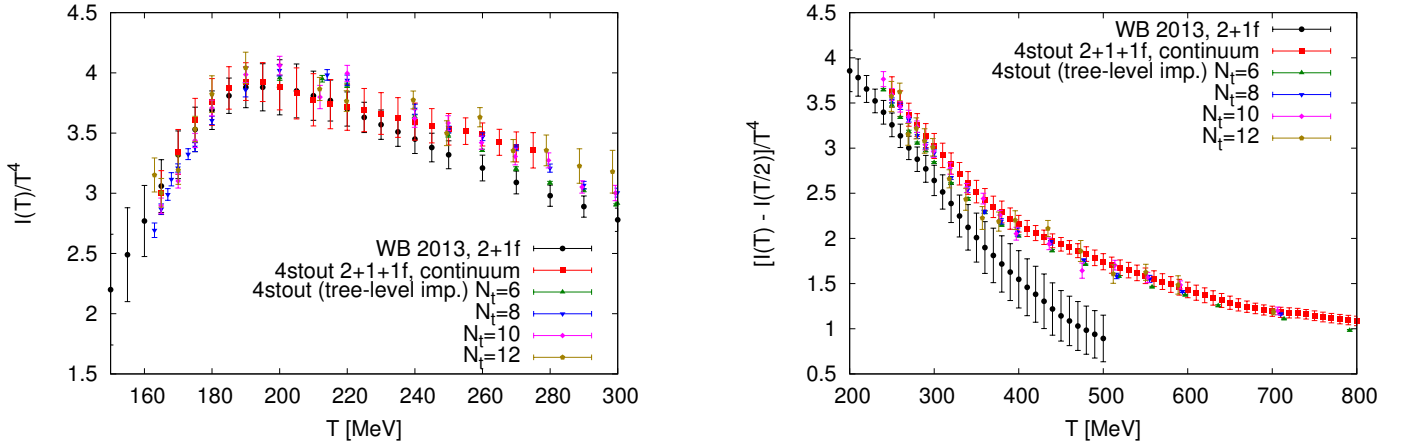 4.5
4
3.5
3
2.5
2
1.5
I(T)/T⁴
160 180 200 220 240 260 280 300
T [MeV]
WB 2013, 2+1f
4stout 2+1+1f, continuum
4stout (tree-level imp.) Nₜ=6
Nₜ=8
Nₜ=10
Nₜ=12
4.5
4
3.5
3
2.5
2
1.5
1
0.5
[I(T) - I(T/2)]/T⁴
200 300 400 500 600 700 800
T [MeV]
WB 2013, 2+1f
4stout 2+1+1f, continuum
4stout (tree-level imp.) Nₜ=6
Nₜ=8
Nₜ=10
Nₜ=12